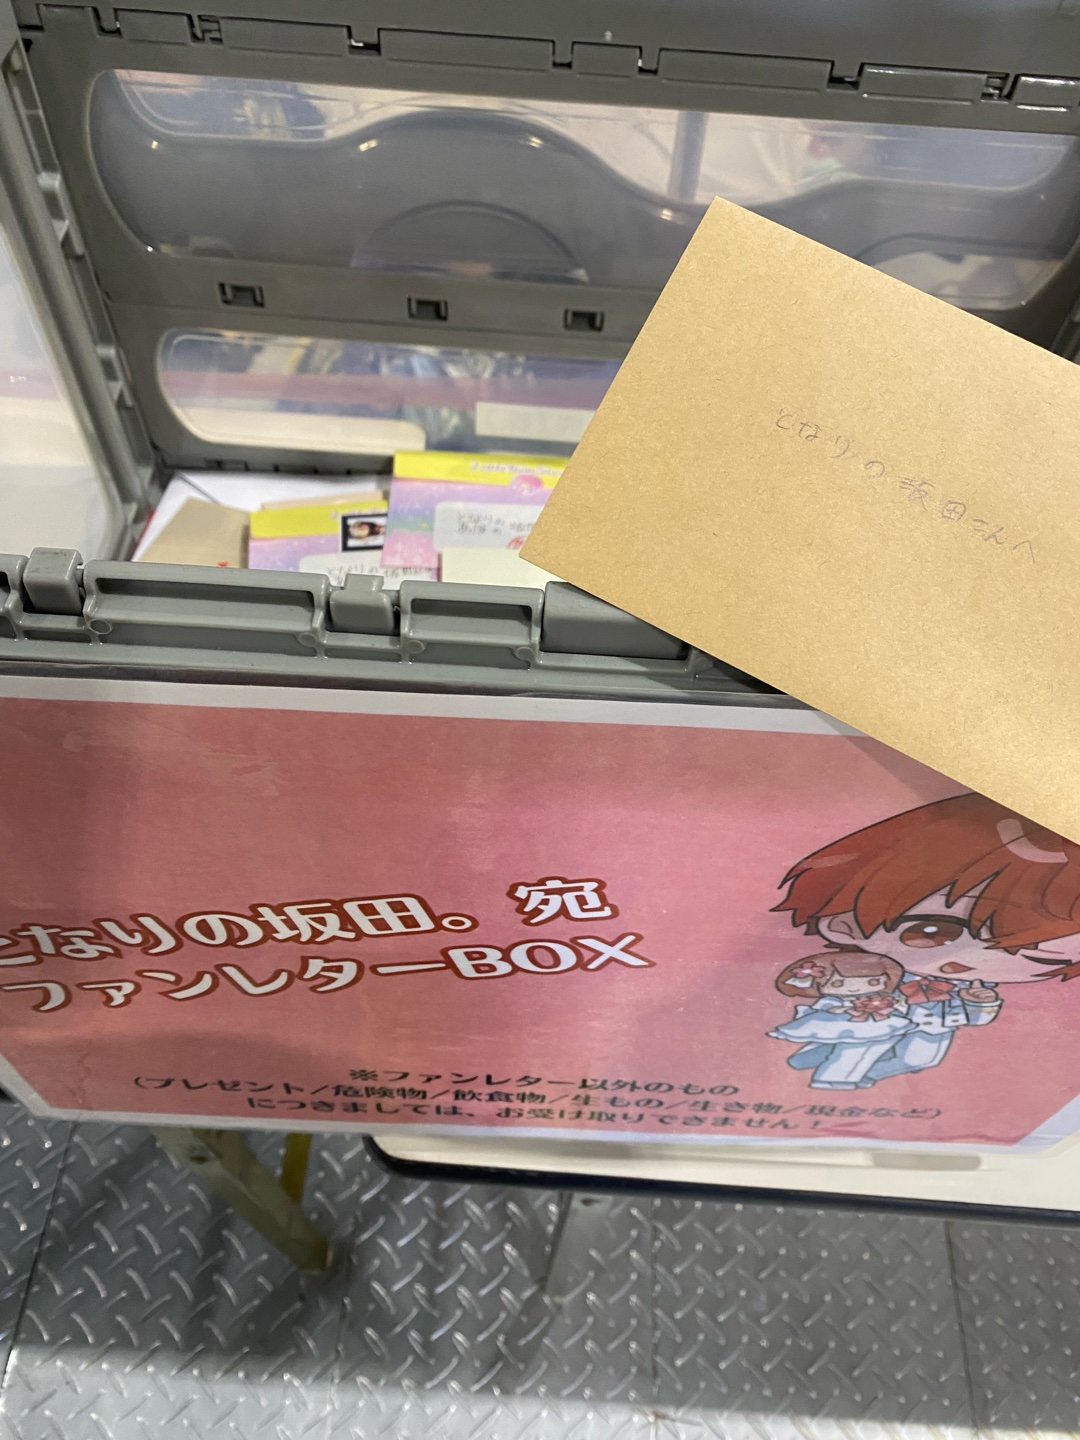 となりの坂田さんへ
となりの坂田。宛
ファンレターBOX
※ファンレター以外のもの
(プレゼント/危険物/飲食物/生もの/生き物/現金など)
につきましては、お受け取りできません！